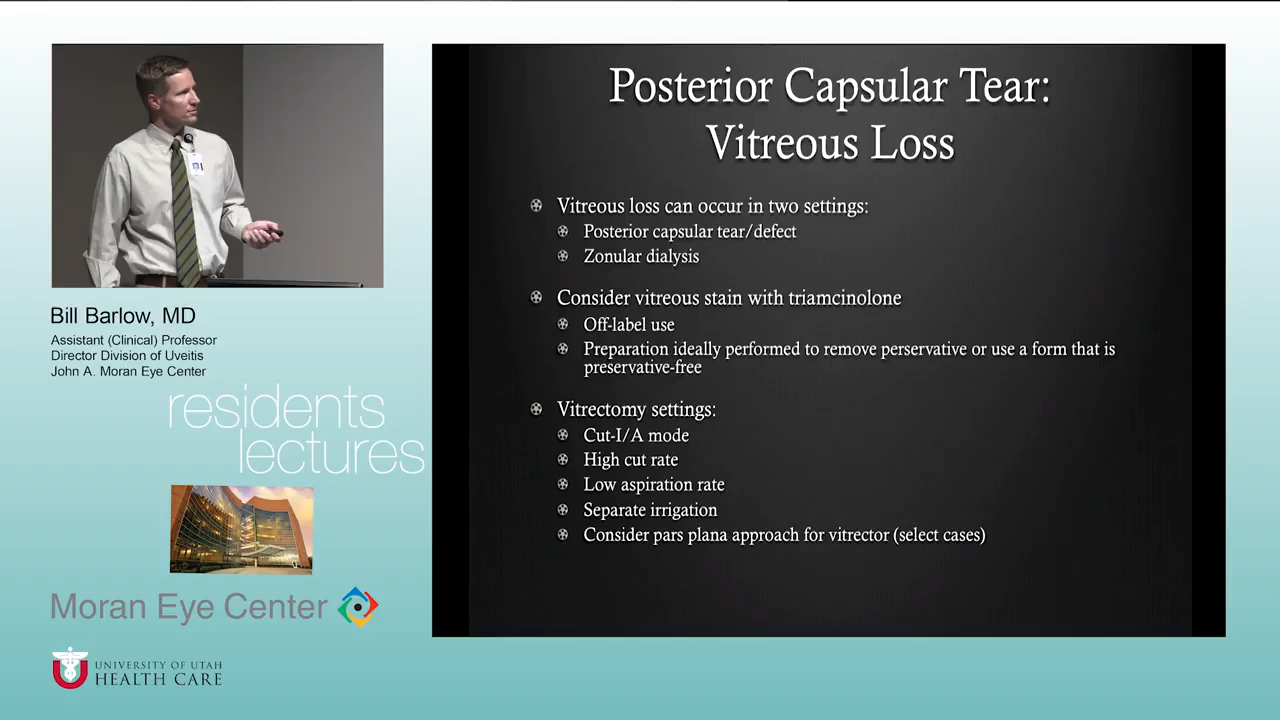 Posterior Capsular Tear:
Vitreous Loss
Vitreous loss can occur in two settings:
Posterior capsular tear/defect
Zonular dialysis
Consider vitreous stain with triamcinolone
Off-label use
Preparation ideally performed to remove perservative or use a form that is
preservative-free
Vitrectomy settings:
Cut-I/A mode
High cut rate
Low aspiration rate
Separate irrigation
Consider pars plana approach for vitrector (select cases)
Bill Barlow, MD
Assistant (Clinical) Professor
Director Division of Uveitis
John A. Moran Eye Center
residents
lectures
Moran Eye Center
UNIVERSITY OF UTAH
HEALTH CARE